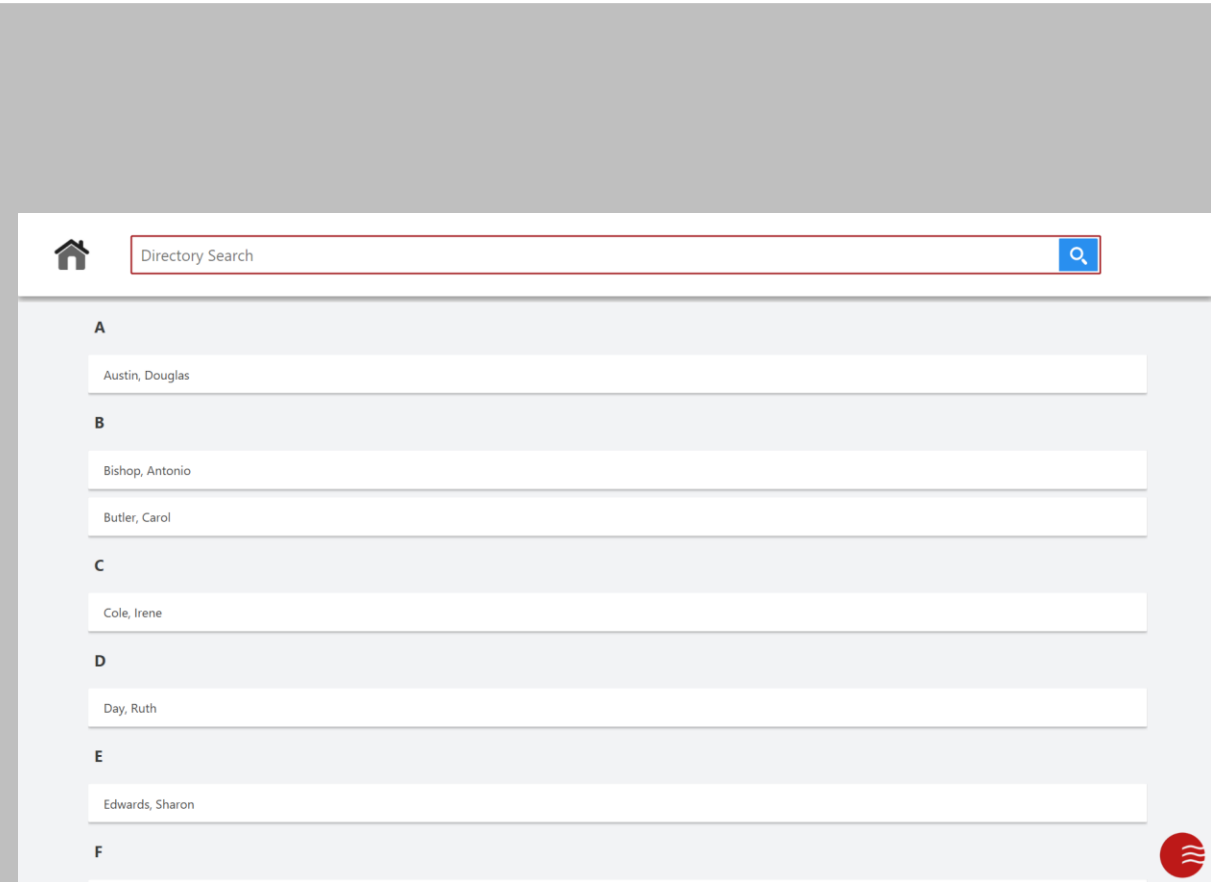 Directory Search
A
Austin, Douglas
B
Bishop, Antonio
Butler, Carol
C
Cole, Irene
D
Day, Ruth
E
Edwards, Sharon
F